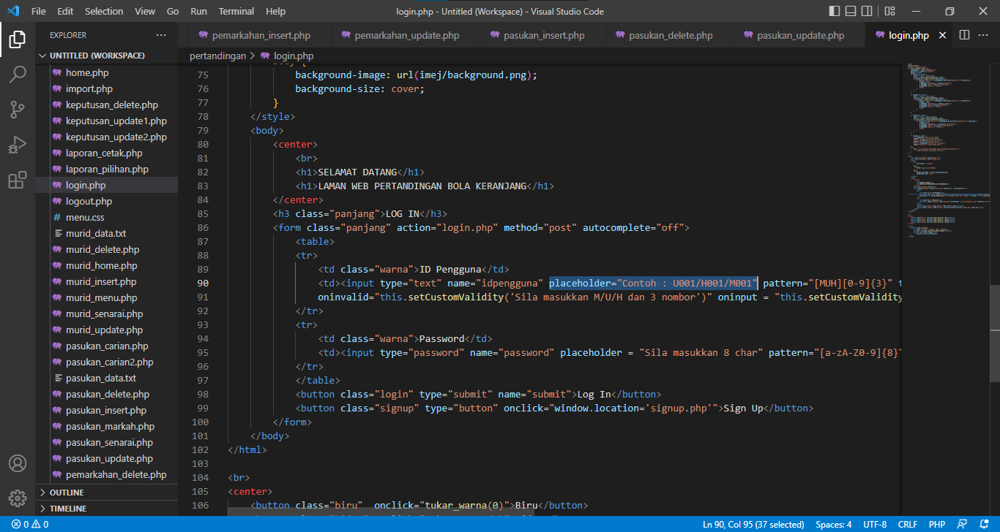 File Edit Selection View Go Run Terminal Help login.php - Untitled (Workspace) - Visual Studio Code
EXPLORER ···
UNTITLED (WORKSPACE)
home.php
import.php
keputusan_delete.php
keputusan_update1.php
keputusan_update2.php
laporan_cetak.php
laporan_pilihan.php
login.php
logout.php
# menu.css
murid_data.txt
murid_delete.php
murid_home.php
murid_insert.php
murid_menu.php
murid_senarai.php
murid_update.php
pasukan_carian.php
pasukan_carian2.php
pasukan_data.txt
pasukan_delete.php
pasukan_insert.php
pasukan_markah.php
pasukan_senarai.php
pasukan_update.php
pemarkahan_delete.php
OUTLINE
TIMELINE
pemarkahan_insert.php pemarkahan_update.php pasukan_insert.php pasukan_delete.php pasukan_update.php login.php
pertandingan > login.php
75 background-image: url(imej/background.png);
76 background-size: cover;
77 }
78 </style>
79 <body>
80 <center>
81 <br>
82 <h1>SELAMAT DATANG</h1>
83 <h1>LAMAN WEB PERTANDINGAN BOLA KERANJANG</h1>
84 </center>
85 <h3 class="panjang">LOG IN</h3>
86 <form class="panjang" action="login.php" method="post" autocomplete="off">
87 <table>
88 <tr>
89 <td class="warna">ID Pengguna</td>
90 <td><input type="text" name="idpengguna" placeholder="Contoh : U001/H001/M001" pattern="[MUH][0-9]{3}" t
91 oninvalid="this.setCustomValidity('Sila masukkan M/U/H dan 3 nombor')" oninput = "this.setCustomValidity
92 </tr>
93 <tr>
94 <td class="warna">Password</td>
95 <td><input type="password" name="password" placeholder = "Sila masukkan 8 char" pattern="[a-zA-Z0-9]{8}"
96 </tr>
97 </table>
98 <button class="login" type="submit" name="submit">Log In</button>
99 <button class="signup" type="button" onclick="window.location='signup.php'">Sign Up</button>
100 </form>
101 </body>
102 </html>
103
104 <br>
105 <center>
106 <button class="biru" onclick="tukar_warna(0)">Biru</button>
0 0 Ln 90, Col 95 (37 selected) Spaces: 4 UTF-8 CRLF PHP